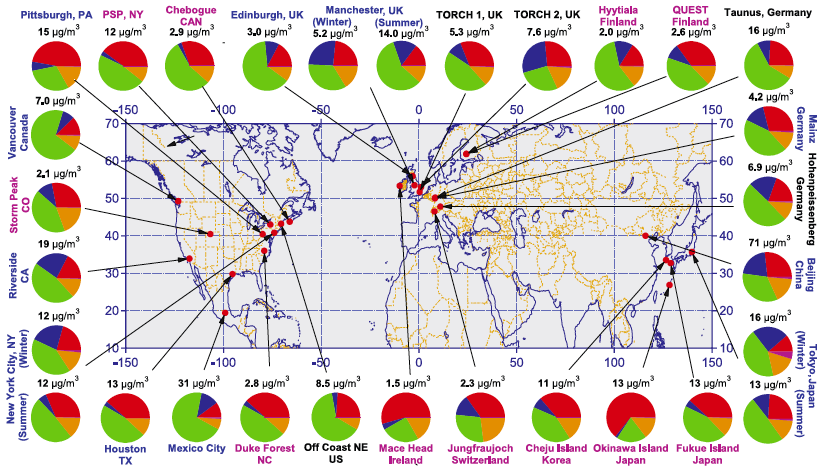 Pittsburgh, PA
15 µg/m³
PSP, NY
12 µg/m³
Chebogue
CAN
2.9 µg/m³
Edinburgh, UK
3.0 µg/m³
Manchester, UK
(Winter)
5.2 µg/m³
(Summer)
14.0 µg/m³
TORCH 1, UK
5.3 µg/m³
TORCH 2, UK
7.6 µg/m³
Hyytiala
Finland
2.0 µg/m³
QUEST
Finland
2.6 µg/m³
Taunus, Germany
16 µg/m³
Vancouver
Canada
7.0 µg/m³
Storm Peak
CO
2.1 µg/m³
Riverside
CA
19 µg/m³
New York City, NY
(Winter)
12 µg/m³
(Summer)
12 µg/m³
-150
-100
-50
0
50
100
150
70
60
50
40
30
20
10
70
60
50
40
30
20
10
-150
-100
-50
0
50
100
150
4.2 µg/m³
Mainz
Germany
6.9 µg/m³
Hohenpeissenberg
Germany
71 µg/m³
Beijing
China
16 µg/m³
Tokyo, Japan
(Winter)
13 µg/m³
(Summer)
13 µg/m³
Houston
TX
31 µg/m³
Mexico City
2.8 µg/m³
Duke Forest
NC
8.5 µg/m³
Off Coast NE
US
1.5 µg/m³
Mace Head
Ireland
2.3 µg/m³
Jungfraujoch
Switzerland
11 µg/m³
Cheju Island
Korea
13 µg/m³
Okinawa Island
Japan
13 µg/m³
Fukue Island
Japan